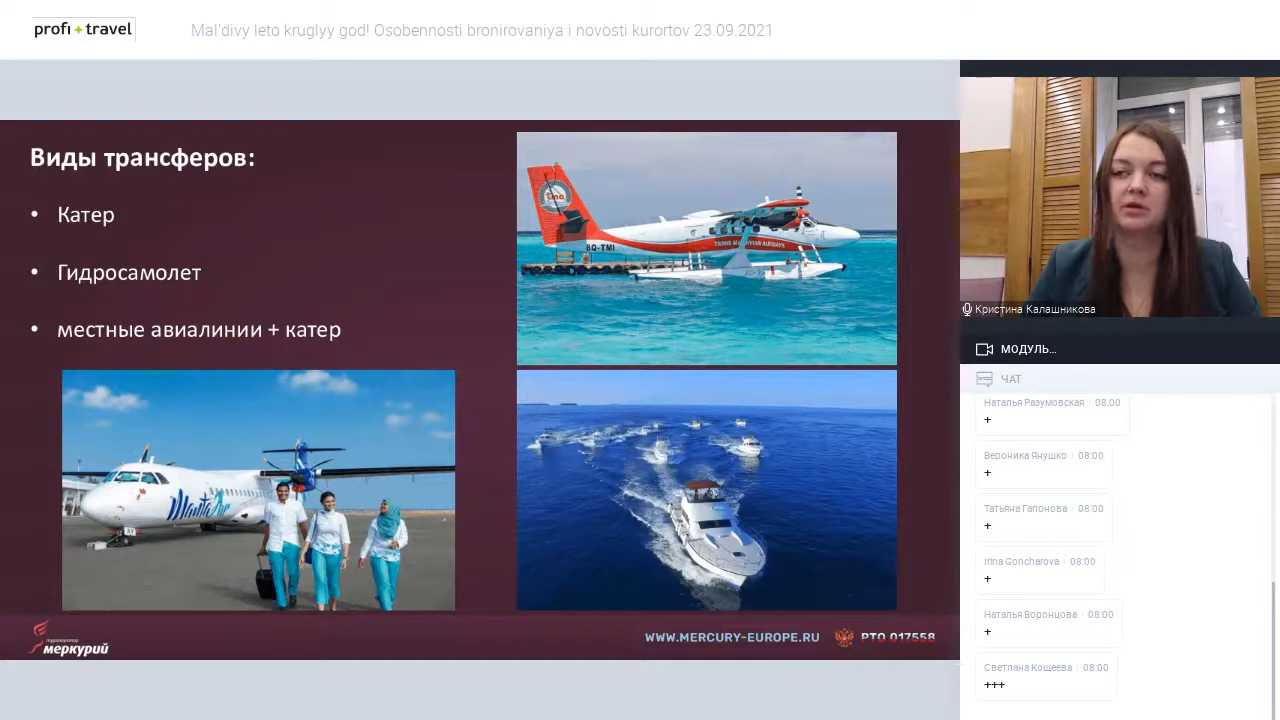 profi + travel
Mal'divy leto kruglyy god! Osobennosti bronirovaniya i novosti kurortov 23.09.2021
Виды трансферов:
• Катер
• Гидросамолет
• местные авиалинии + катер
tma
8Q-TMI
TRANS MALDIVIAN AIRWAYS
Manta Air
туроператор
меркурий
WWW.MERCURY-EUROPE.RU
РТО 017558
Кристина Калашникова
МОДУЛЬ...
ЧАТ
Наталья Разумовская 08:00
+
Вероника Янушко 08:00
+
Татьяна Гапонова 08:00
+
Irina Goncharova 08:00
+
Наталья Воронцова 08:00
+
Светлана Кощеева 08:00
+++